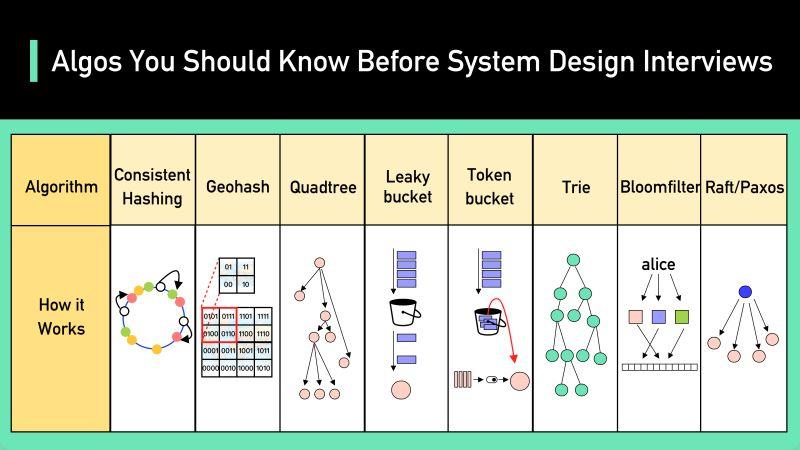 Algos You Should Know Before System Design Interviews
Algorithm
Consistent
Hashing
Geohash
Quadtree
Leaky
bucket
Token
bucket
Trie
Bloomfilter
Raft/Paxos
How it
Works
01 11
00 10
0101 0111 1101 1111
0100 0110 1100 1110
0001 0011 1001 1011
0000 0010 1000 1010
alice